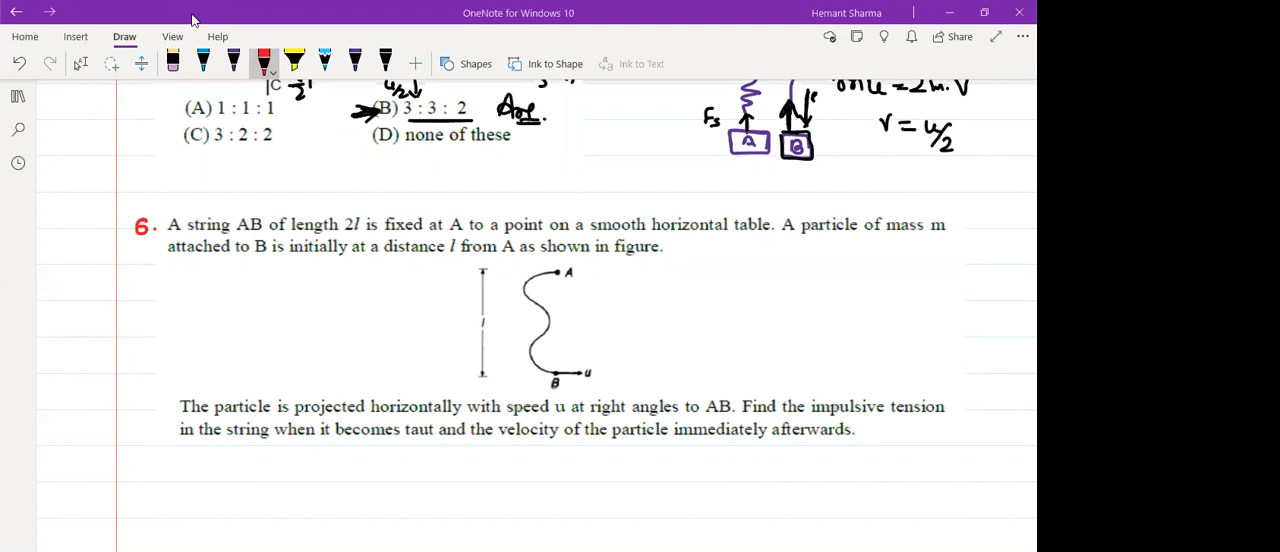 OneNote for Windows 10
Hemant Sharma
Home Insert Draw View Help
Share
Shapes Ink to Shape Ink to Text
u/2
(A) 1 : 1 : 1 (B) 3 : 3 : 2 Ans.
(C) 3 : 2 : 2 (D) none of these
= 2m. V
Fs
A B
v = u/2
6. A string AB of length 2l is fixed at A to a point on a smooth horizontal table. A particle of mass m
attached to B is initially at a distance l from A as shown in figure.
A
l
B u
The particle is projected horizontally with speed u at right angles to AB. Find the impulsive tension
in the string when it becomes taut and the velocity of the particle immediately afterwards.